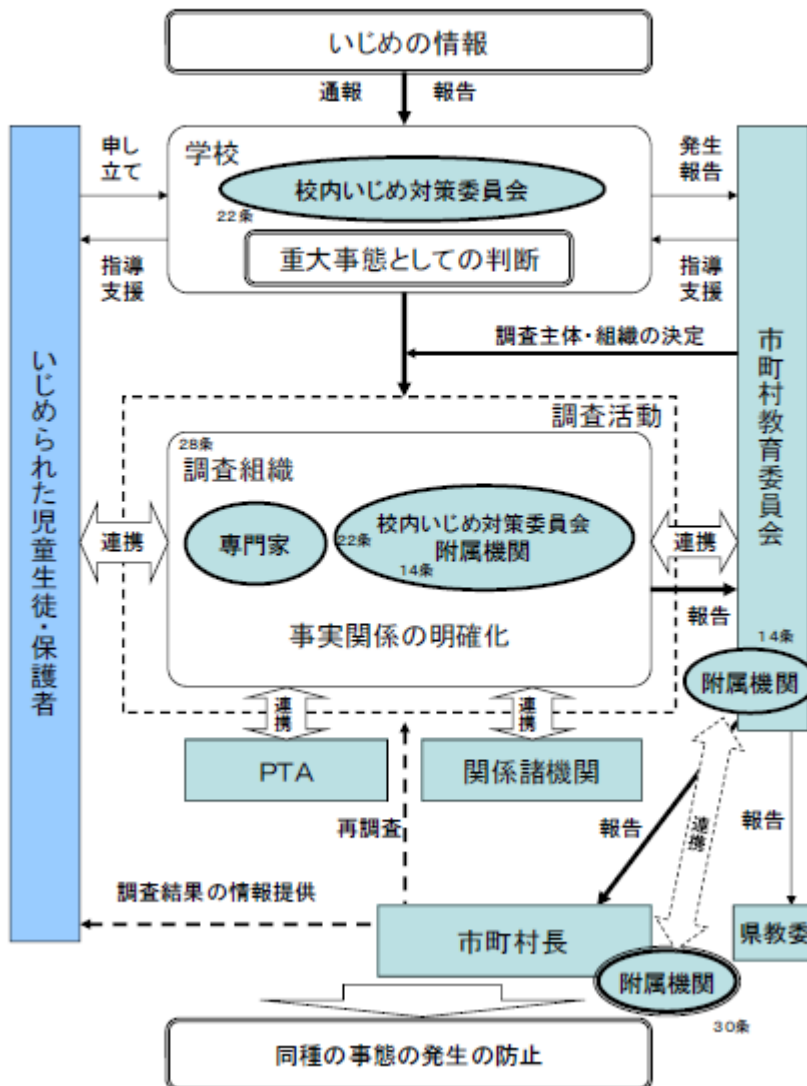 いじめの情報
通報
報告
学校
申し
立て
校内いじめ対策委員会
22条
発生
報告
重大事態としての判断
指導
支援
指導
支援
調査主体・組織の決定
いじめられた児童生徒・保護者
市町村教育委員会
調査活動
28条
調査組織
専門家
校内いじめ対策委員会
22条
附属機関
14条
連携
連携
事実関係の明確化
報告
14条
附属機関
連携
連携
PTA
関係諸機関
再調査
報告
連携
報告
調査結果の情報提供
市町村長
県教委
附属機関
30条
同種の事態の発生の防止